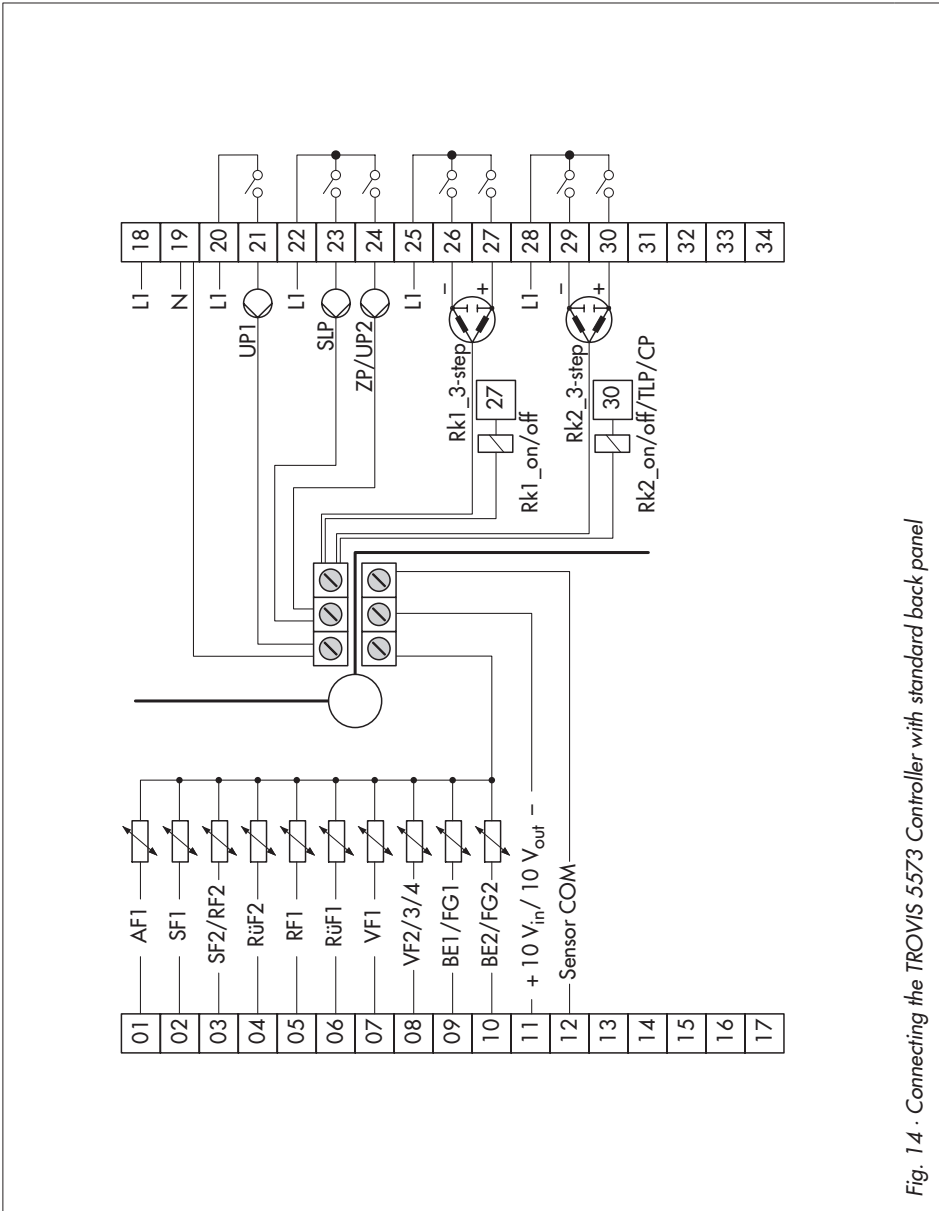 18
19
20
21
22
23
24
25
26
27
28
29
30
31
32
33
34
L1
N
L1
UP1
L1
SLP
ZP/UP2
L1
–
+
Rk1_3-step
27
Rk1_on/off
L1
–
+
Rk2_3-step
30
Rk2_on/off/TLP/CP
AF1
SF1
SF2/RF2
RüF2
RF1
RüF1
VF1
VF2/3/4
BE1/FG1
BE2/FG2
+ 10 Vin/ 10 Vout –
Sensor COM
01
02
03
04
05
06
07
08
09
10
11
12
13
14
15
16
17
Fig. 14 · Connecting the TROVIS 5573 Controller with standard back panel